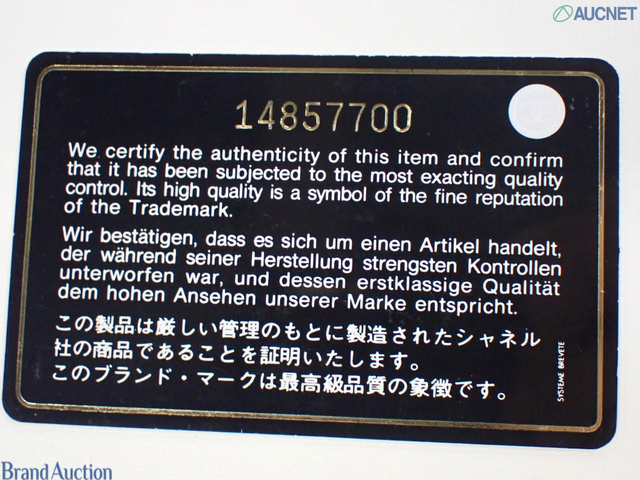 AUCNET
14857700
We certify the authenticity of this item and confirm
that it has been subjected to the most exacting quality
control. Its high quality is a symbol of the fine reputation
of the Trademark.
Wir bestätigen, dass es sich um einen Artikel handelt,
der während seiner Herstellung strengsten Kontrollen
unterworfen war, und dessen erstklassige Qualität
dem hohen Ansehen unserer Marke entspricht.
この製品は厳しい管理のもとに製造されたシャネル
社の商品であることを証明いたします。
このブランド・マークは最高級品質の象徴です。
SYSTEME BREVETE
Brand Auction